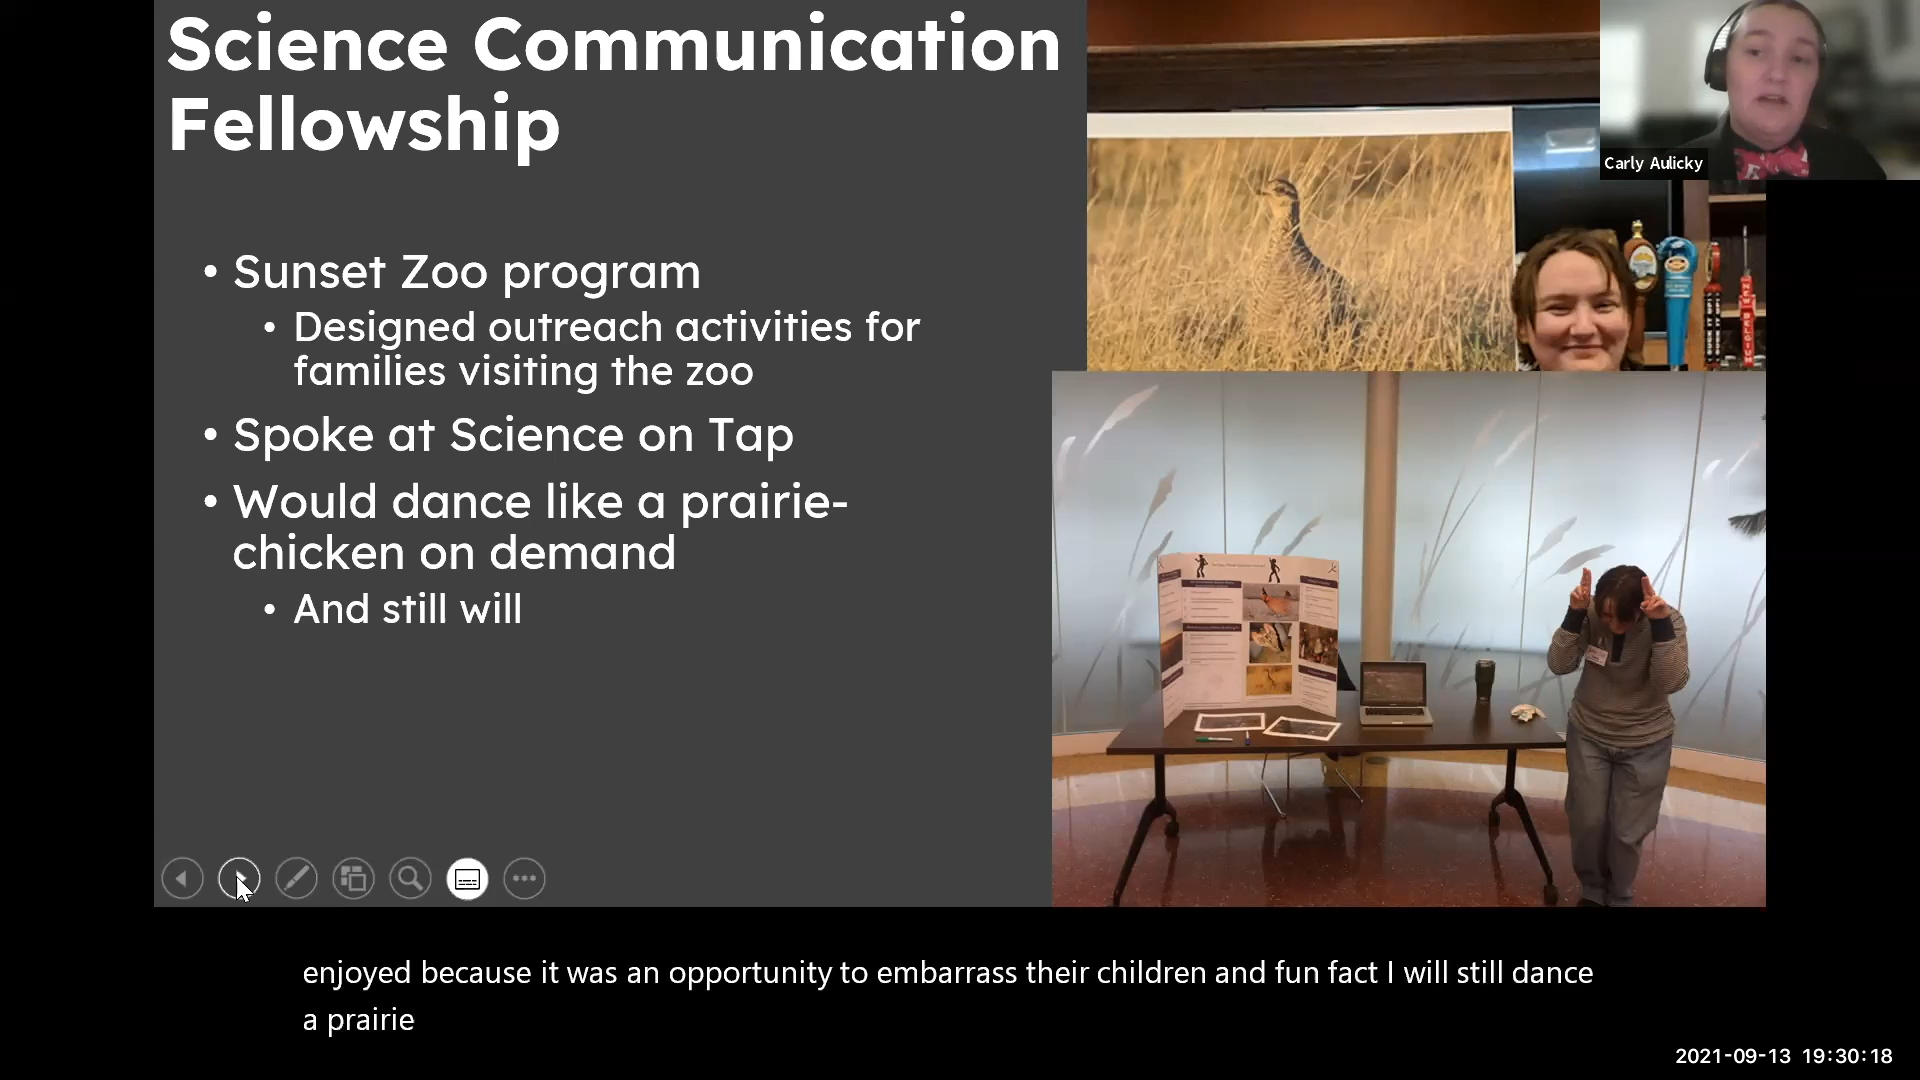 Science Communication
Fellowship
Carly Aulicky
• Sunset Zoo program
• Designed outreach activities for
families visiting the zoo
• Spoke at Science on Tap
• Would dance like a prairie-
chicken on demand
• And still will
NEW BELGIUM
enjoyed because it was an opportunity to embarrass their children and fun fact I will still dance
a prairie
2021-09-13 19:30:18